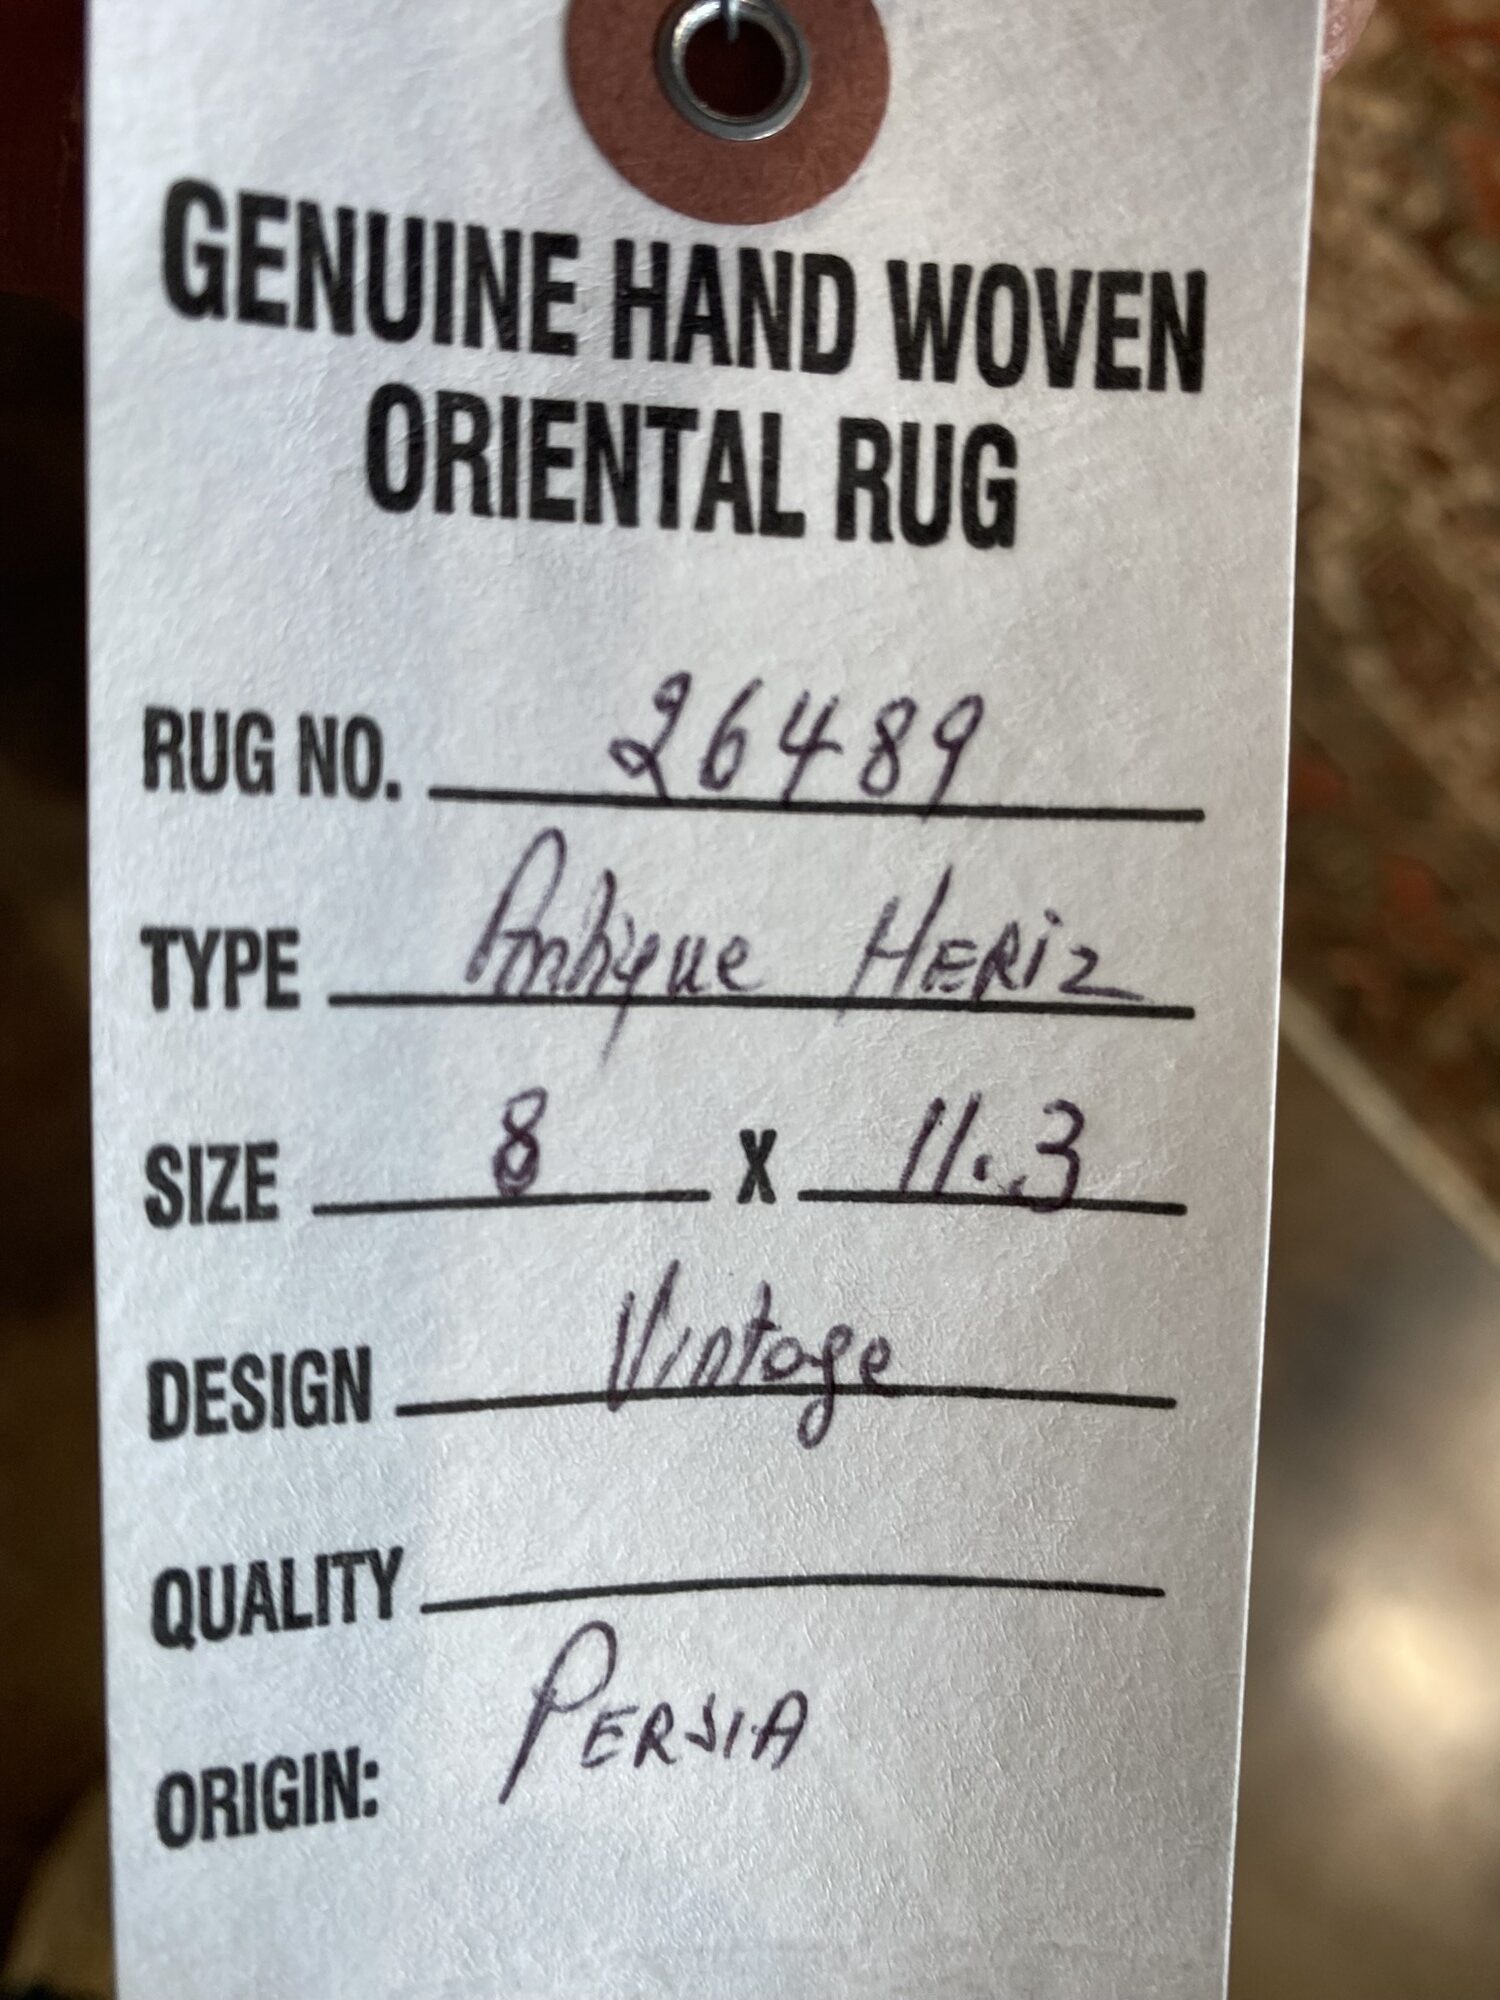 GENUINE HAND WOVEN
ORIENTAL RUG
RUG NO. 26489
TYPE Antique HERiz
SIZE 8 X 11.3
DESIGN Vintage
QUALITY
ORIGIN: PERSIA